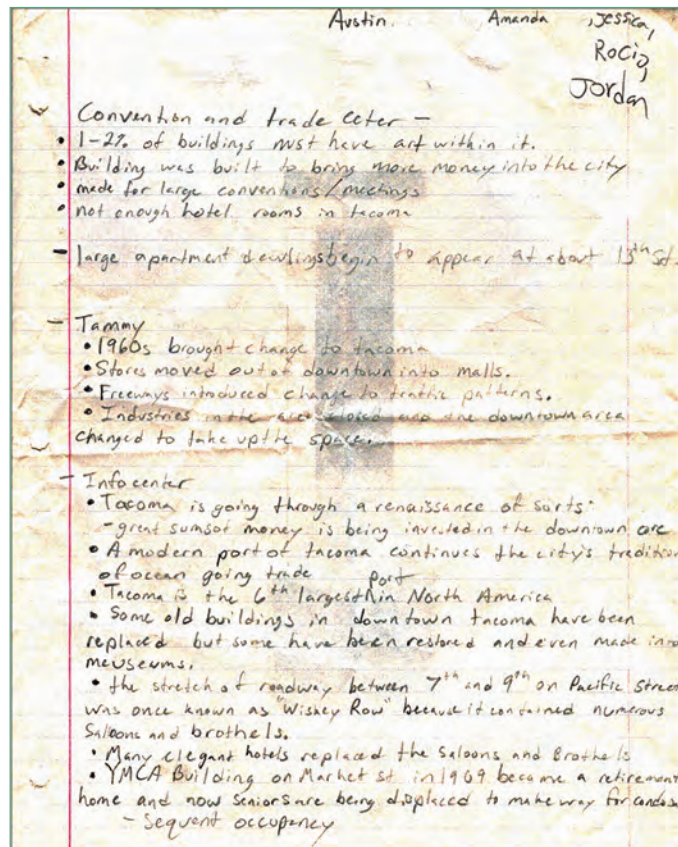 Austin. Amanda , Jessica,
Rocio,
Jordan
Convention and trade ceter -
• 1-2% of buildings must have art within it.
• Building was built to bring more money into the city
• made for large conventions/meetings
• not enough hotel rooms in tacoma
- large apartment dewlings begin to appear at about 13th St.
- Tammy
• 1960s brought change to tacoma
• Stores moved out of downtown into malls.
• Freeways introduced change to traffic patterns.
• Industries in the area closed and the downtown area
changed to take up the space.
- Info center
• Tacoma is going through a renaissance of sorts.
- great sums of money is being invested in the downtown are
• A modern port of tacoma continues the city's tradition
of ocean going trade
• Tacoma is the 6th largest port in North America
• Some old buildings in downtown tacoma have been
replaced but some have been restored and even made into
meuseums.
• the stretch of roadway between 7th and 9th on Pacific Street
was once known as "Wiskey Row" because it contained numerous
Saloons and brothels.
• Many elegant hotels replaced the Saloons and Brothels
• YMCA Building on Market st. in 1909 became a retirement
home and now seniors are being displaced to make way for condos
- Sequent occupancy